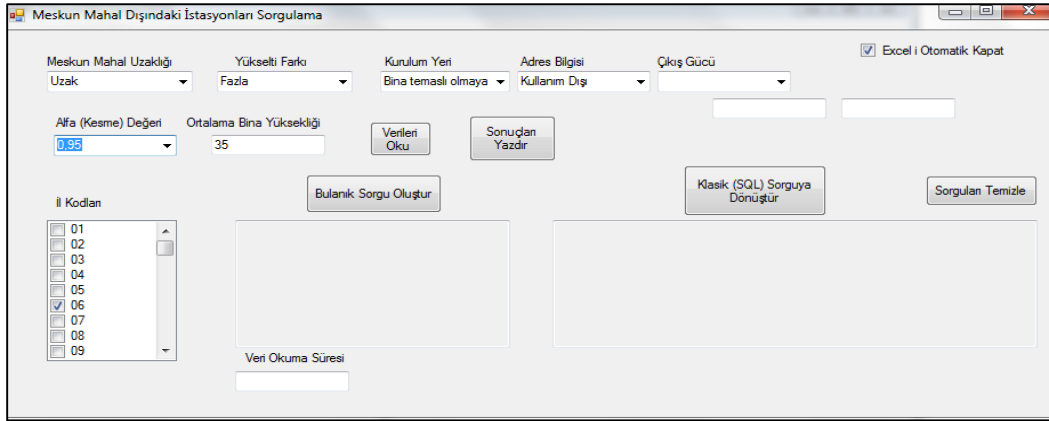 Meskun Mahal Dışındaki İstasyonları Sorgulama
Excel i Otomatik Kapat
Meskun Mahal Uzaklığı Yükselti Farkı Kurulum Yeri Adres Bilgisi Çıkış Gücü
Uzak Fazla Bina temaslı olmaya Kullanım Dışı
Alfa (Kesme) Değeri Ortalama Bina Yüksekliği
0,95 35
Verileri Oku
Sonuçları Yazdır
Bulanık Sorgu Oluştur
Klasik (SQL) Sorguya Dönüştür
Sorguları Temizle
İl Kodları
01
02
03
04
05
06
07
08
09
Veri Okuma Süresi